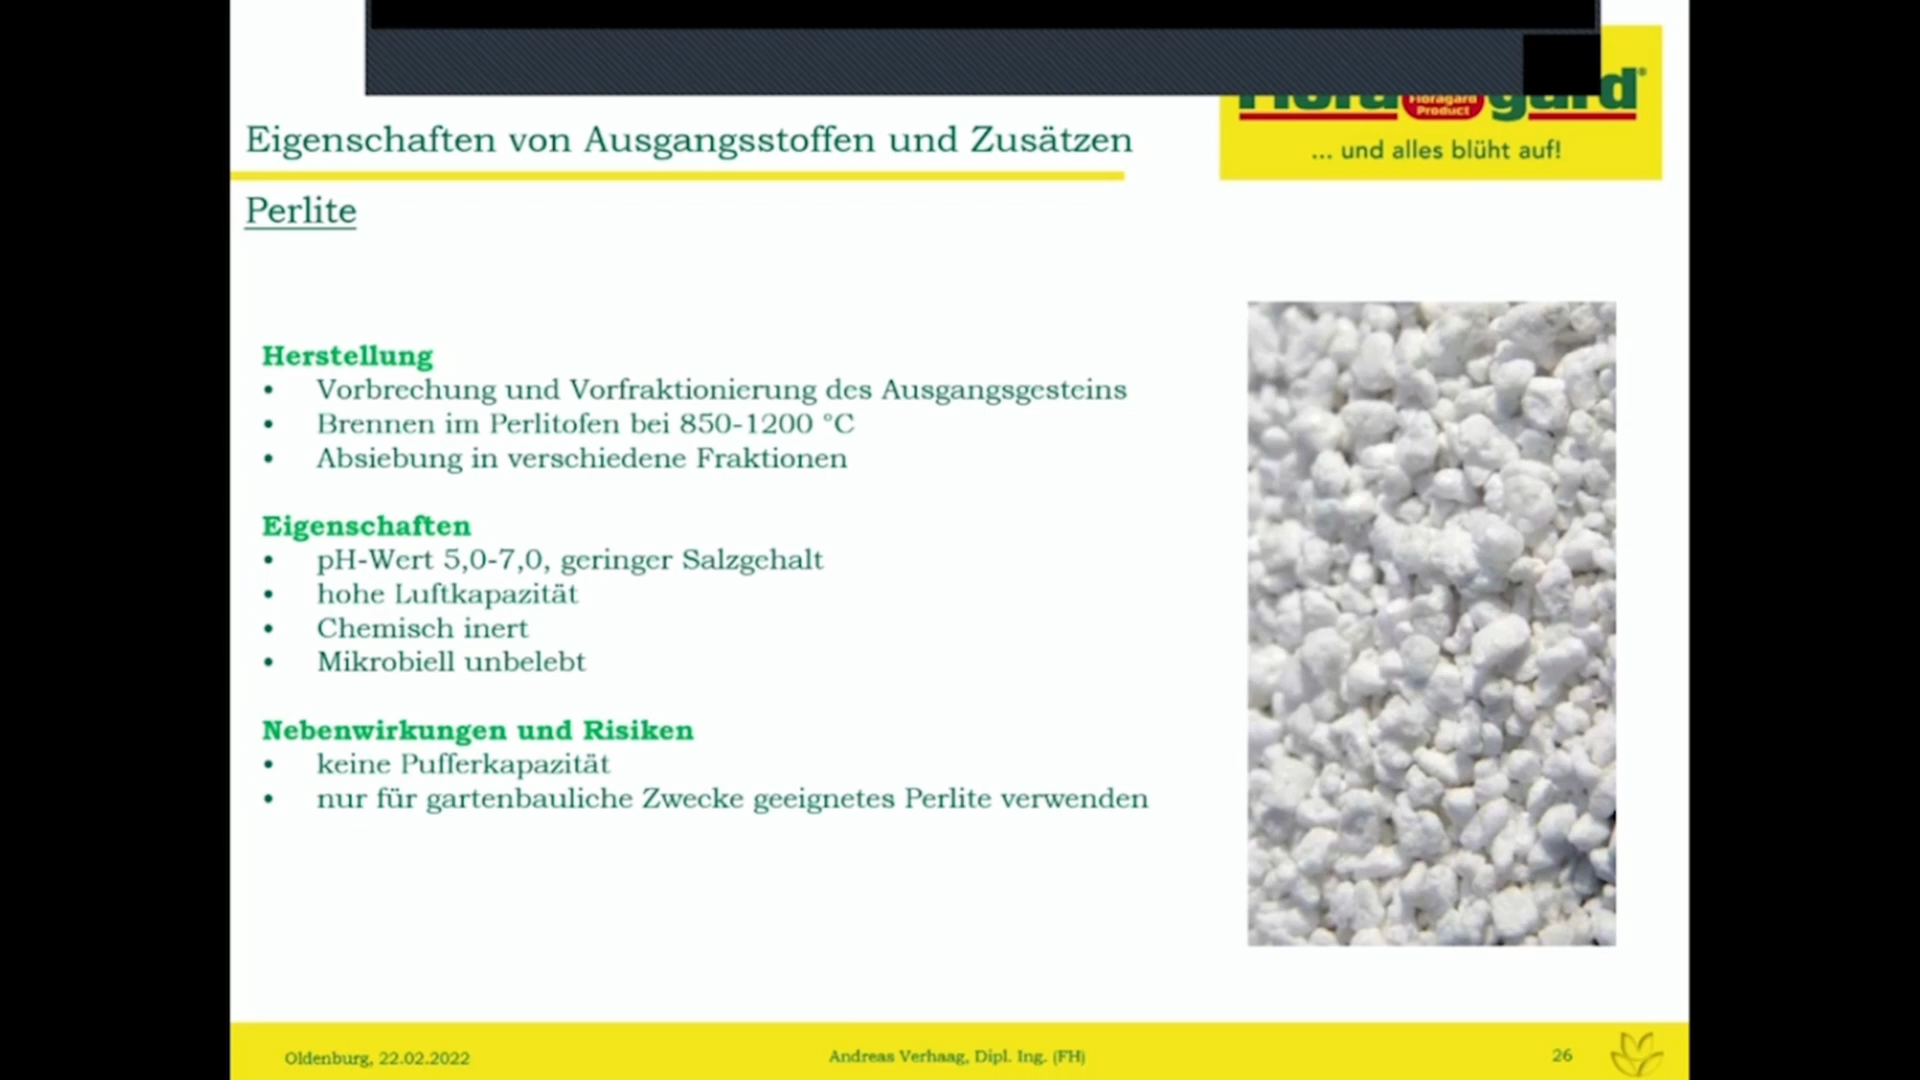 Floragard
Product
... und alles blüht auf!
Eigenschaften von Ausgangsstoffen und Zusätzen
Perlite
Herstellung
• Vorbrechung und Vorfraktionierung des Ausgangsgesteins
• Brennen im Perlitofen bei 850-1200 °C
• Absiebung in verschiedene Fraktionen
Eigenschaften
• pH-Wert 5,0-7,0, geringer Salzgehalt
• hohe Luftkapazität
• Chemisch inert
• Mikrobiell unbelebt
Nebenwirkungen und Risiken
• keine Pufferkapazität
• nur für gartenbauliche Zwecke geeignetes Perlite verwenden
Oldenburg, 22.02.2022
Andreas Verhaag, Dipl. Ing. (FH)
26